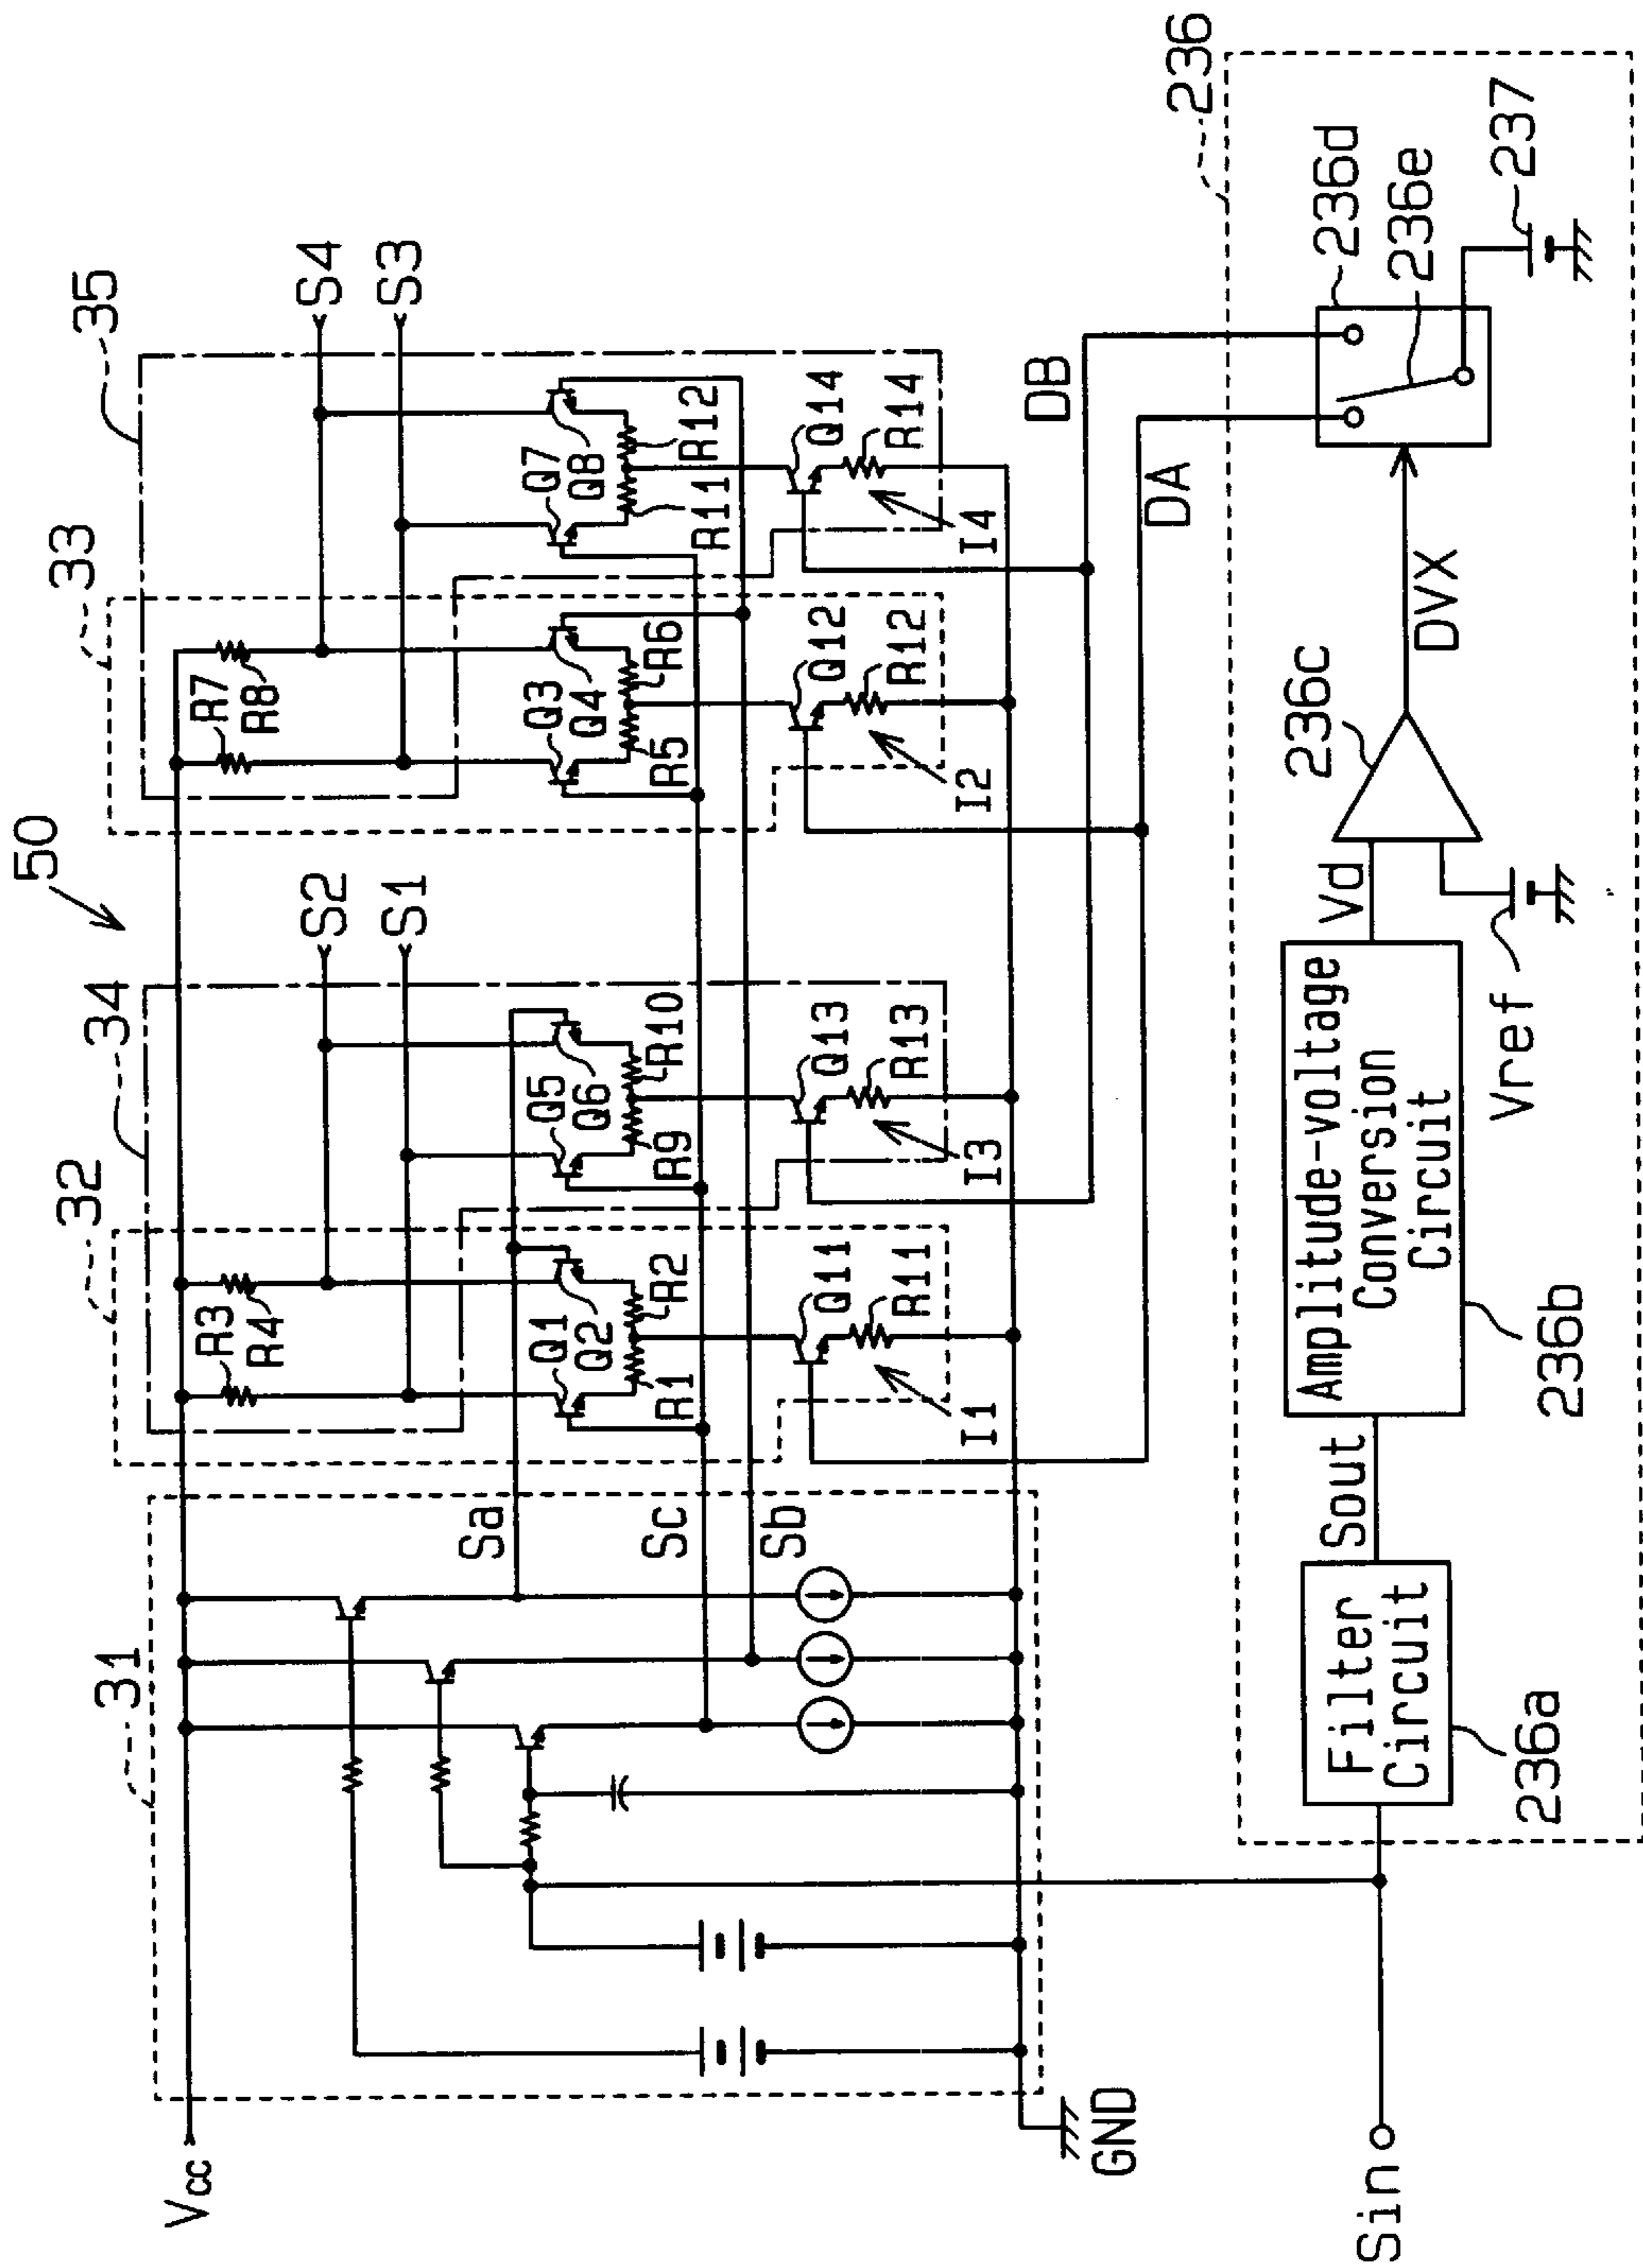 50
31
32
34
33
35
Vcc
R3
R4
S2
S1
R7
R8
S4
S3
Sa
Sc
Sb
Q1
Q2
R1
R2
Q5
Q6
R9
R10
Q3
Q4
R5
R6
Q7
Q8
R11
R12
Q11
R11
I1
Q13
R13
I3
Q12
R12
I2
Q14
R14
I4
GND
DB
DA
236
Sin
Filter
Circuit
236a
Sout
Amplitude-voltage
Conversion
Circuit
236b
Vd
Vref
236c
DVX
236d
236e
237